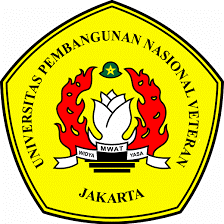 UNIVERSITAS PEMBANGUNAN NASIONAL VETERAN
WIDYA MWAT YASA
JAKARTA